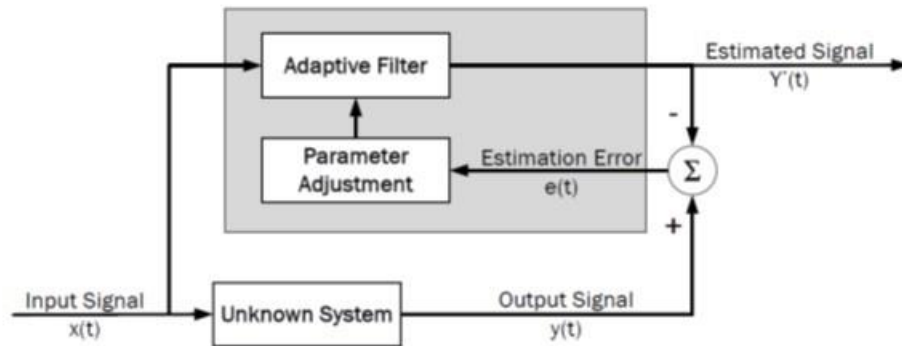 Adaptive Filter
Estimated Signal
Y'(t)
-
Parameter
Adjustment
Estimation Error
e(t)
Σ
+
Input Signal
x(t)
Unknown System
Output Signal
y(t)